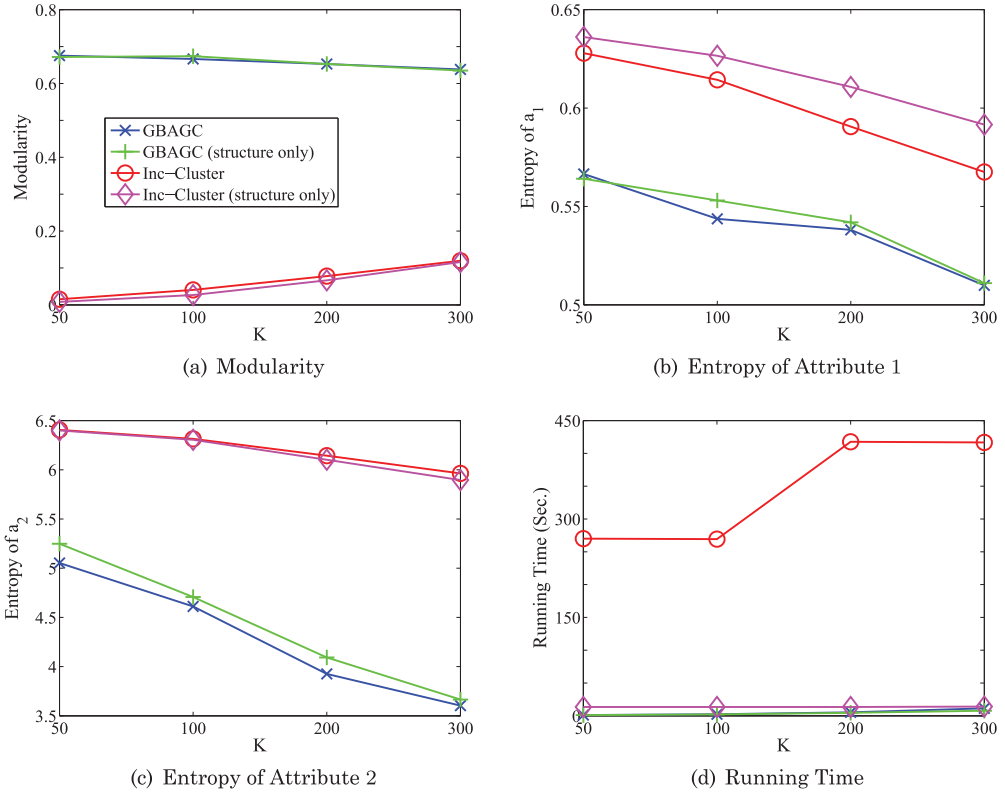 0.8
0.6
0.4
0.2
0
Modularity
GBAGC
GBAGC (structure only)
Inc−Cluster
Inc−Cluster (structure only)
50 100 200 300
K
(a) Modularity
0.65
0.6
0.55
0.5
Entropy of a1
50 100 200 300
K
(b) Entropy of Attribute 1
6.5
6
5.5
5
4.5
4
3.5
Entropy of a2
50 100 200 300
K
(c) Entropy of Attribute 2
450
300
150
0
Running Time (Sec.)
50 100 200 300
K
(d) Running Time